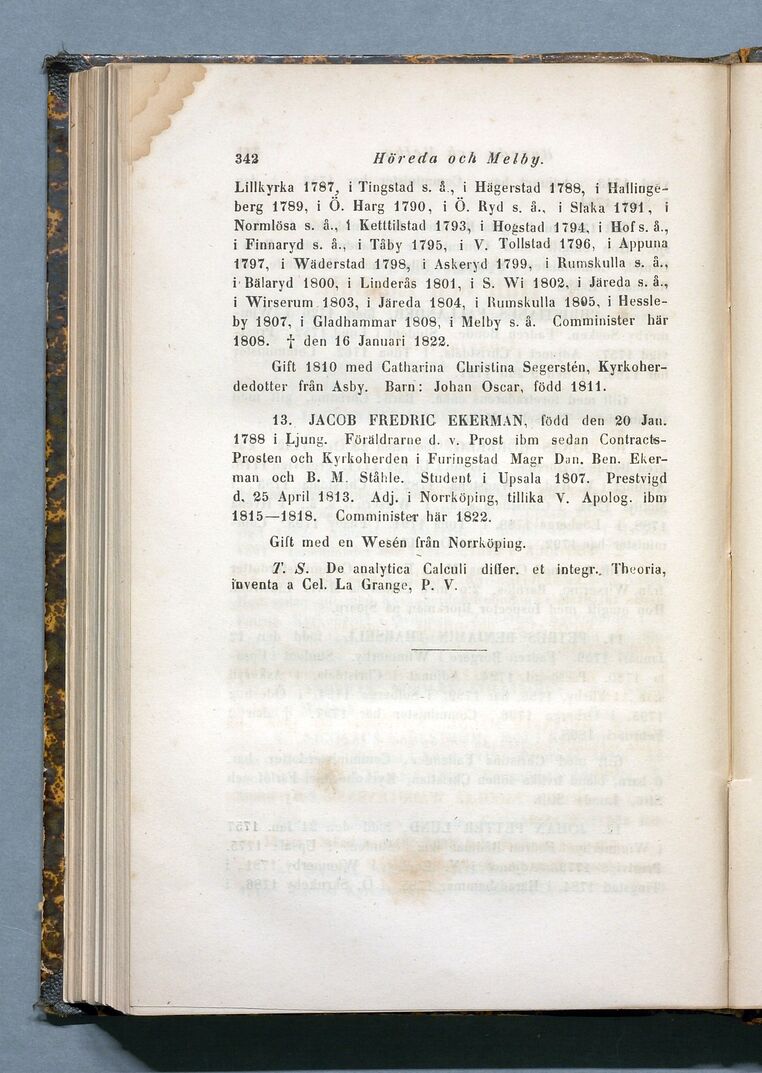 342 Höreda och Melby.
Lillkyrka 1787, i Tingstad s. å., i Hägerstad 1788, i Hallinge-
berg 1789, i Ö. Harg 1790, i Ö. Ryd s. å., i Slaka 1791, i
Normlösa s. å., i Ketttilstad 1793, i Hogstad 1794, i Hof s. å.,
i Finnaryd s. å., i Tåby 1795, i V. Tollstad 1796, i Appuna
1797, i Wäderstad 1798, i Askeryd 1799, i Rumskulla s. å.,
i Bälaryd 1800, i Linderås 1801, i S. Wi 1802, i Järeda s. å.,
i Wirserum 1803, i Järeda 1804, i Rumskulla 1805, i Hessle-
by 1807, i Gladhammar 1808, i Melby s. å. Comminister här
1808. † den 16 Januari 1822.
Gift 1810 med Catharina Christina Segerstén, Kyrkoher-
dedotter från Asby. Barn: Johan Oscar, född 1811.
13. JACOB FREDRIC EKERMAN, född den 20 Jan.
1788 i Ljung. Föräldrarne d. v. Prost ibm sedan Contracts-
Prosten och Kyrkoherden i Furingstad Magr Dan. Ben. Eker-
man och B. M. Ståhle. Student i Upsala 1807. Prestvigd
d. 25 April 1813. Adj. i Norrköping, tillika V. Apolog. ibm
1815—1818. Comminister här 1822.
Gift med en Wesén från Norrköping.
T. S. De analytica Calculi differ. et integr. Theoria,
inventa a Cel. La Grange, P. V.